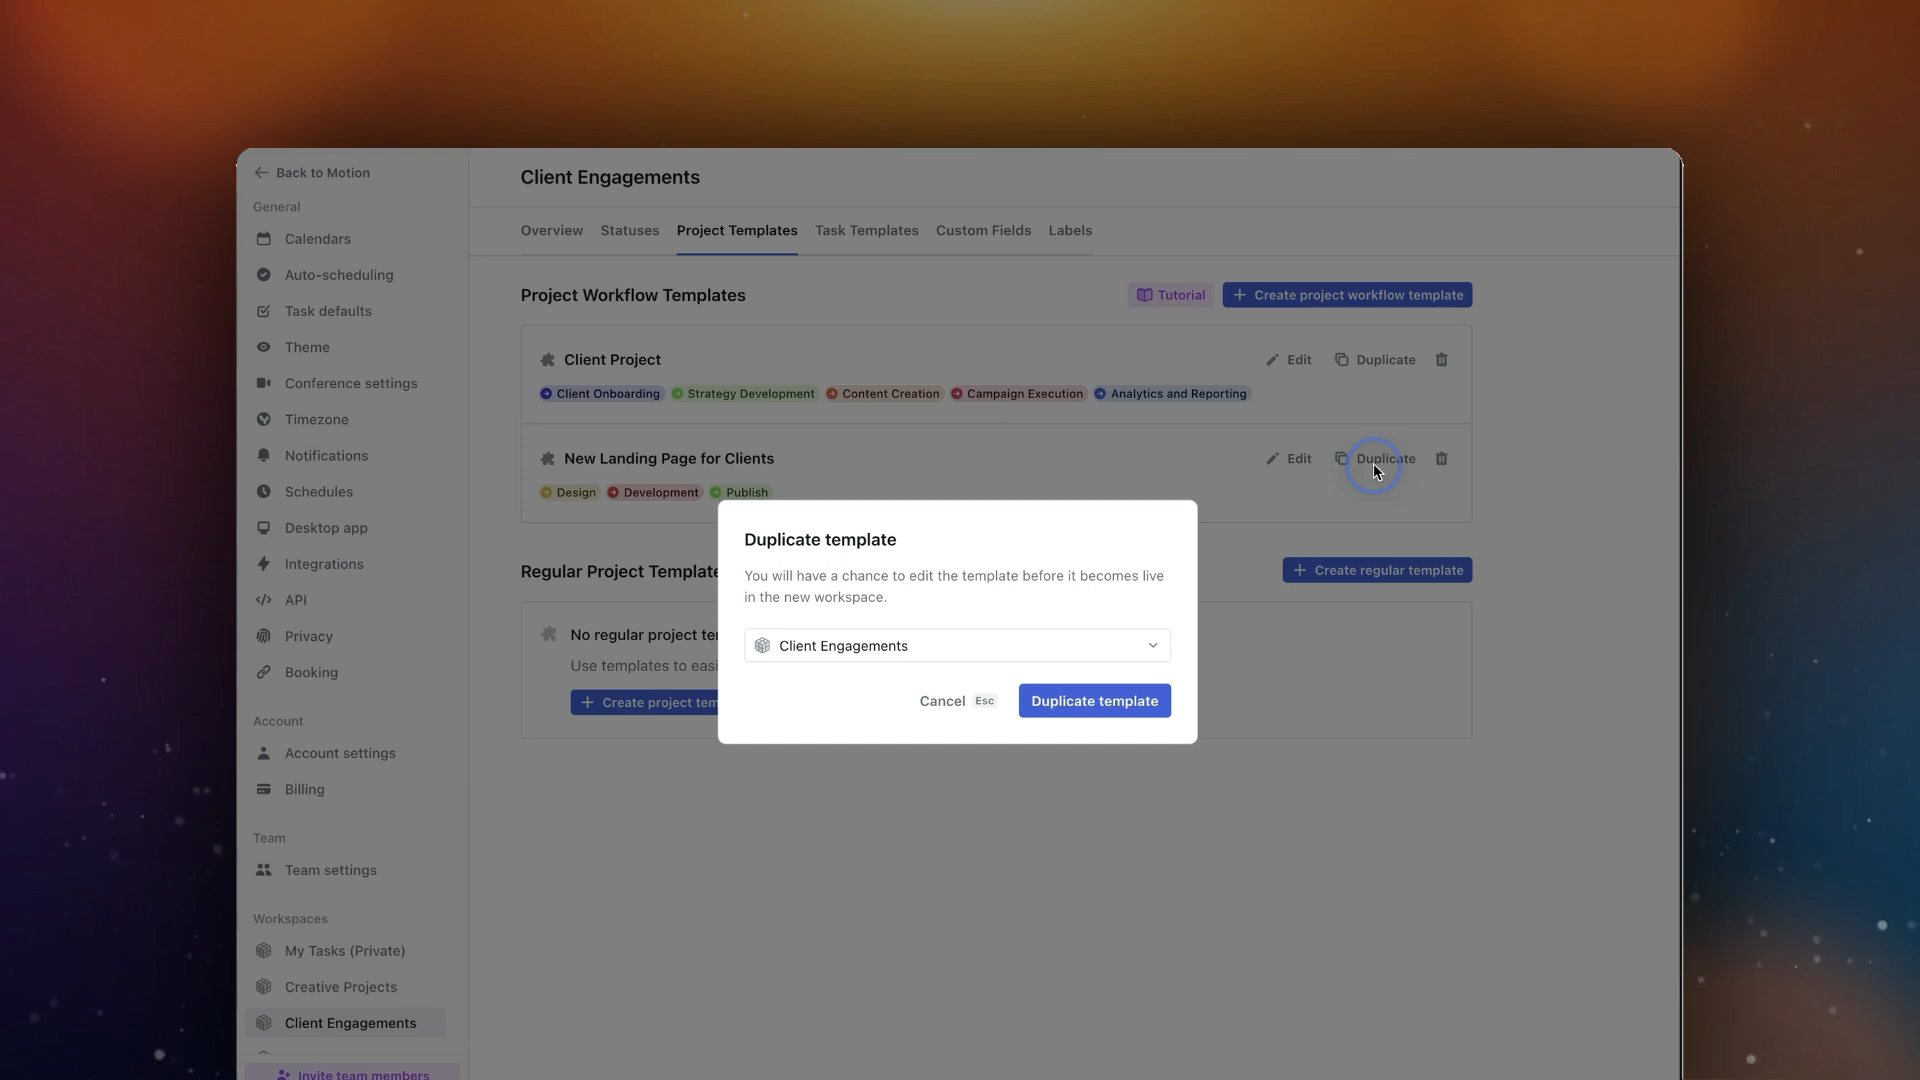 Back to Motion
General
Calendars
Auto-scheduling
Task defaults
Theme
Conference settings
Timezone
Notifications
Schedules
Desktop app
Integrations
API
Privacy
Booking
Account
Account settings
Billing
Team
Team settings
Workspaces
My Tasks (Private)
Creative Projects
Client Engagements
Invite team members
Client Engagements
Overview Statuses Project Templates Task Templates Custom Fields Labels
Project Workflow Templates Tutorial + Create project workflow template
Client Project Edit Duplicate
Client Onboarding Strategy Development Content Creation Campaign Execution Analytics and Reporting
New Landing Page for Clients Edit Duplicate
Design Development Publish
Regular Project Template + Create regular template
No regular project te
Use templates to easi
+ Create project tem
Duplicate template
You will have a chance to edit the template before it becomes live
in the new workspace.
Client Engagements
Cancel Esc Duplicate template